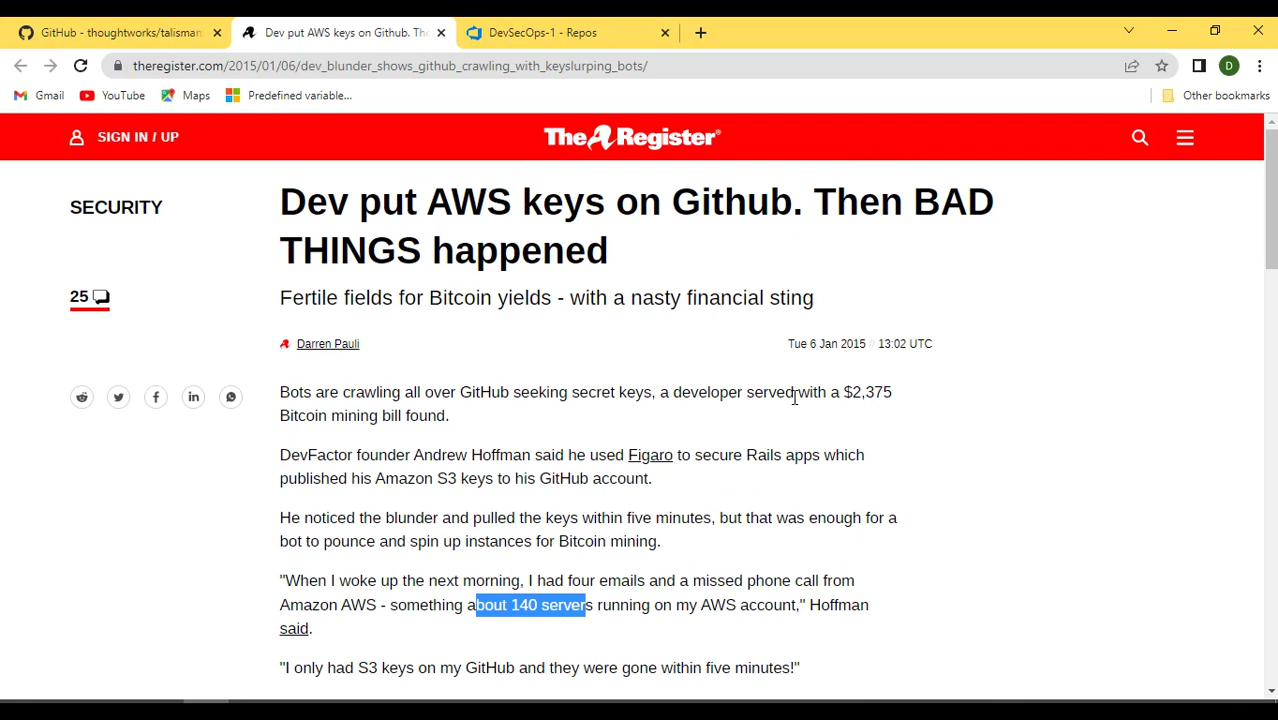 GitHub - thoughtworks/talisman
Dev put AWS keys on Github. The
DevSecOps-1 - Repos
theregister.com/2015/01/06/dev_blunder_shows_github_crawling_with_keyslurping_bots/
D
Gmail
YouTube
Maps
Predefined variable...
Other bookmarks
SIGN IN / UP
The Register®
SECURITY
Dev put AWS keys on Github. Then BAD
THINGS happened
25
Fertile fields for Bitcoin yields - with a nasty financial sting
Darren Pauli
Tue 6 Jan 2015 // 13:02 UTC
Bots are crawling all over GitHub seeking secret keys, a developer served with a $2,375
Bitcoin mining bill found.
DevFactor founder Andrew Hoffman said he used Figaro to secure Rails apps which
published his Amazon S3 keys to his GitHub account.
He noticed the blunder and pulled the keys within five minutes, but that was enough for a
bot to pounce and spin up instances for Bitcoin mining.
"When I woke up the next morning, I had four emails and a missed phone call from
Amazon AWS - something about 140 servers running on my AWS account," Hoffman
said.
"I only had S3 keys on my GitHub and they were gone within five minutes!"